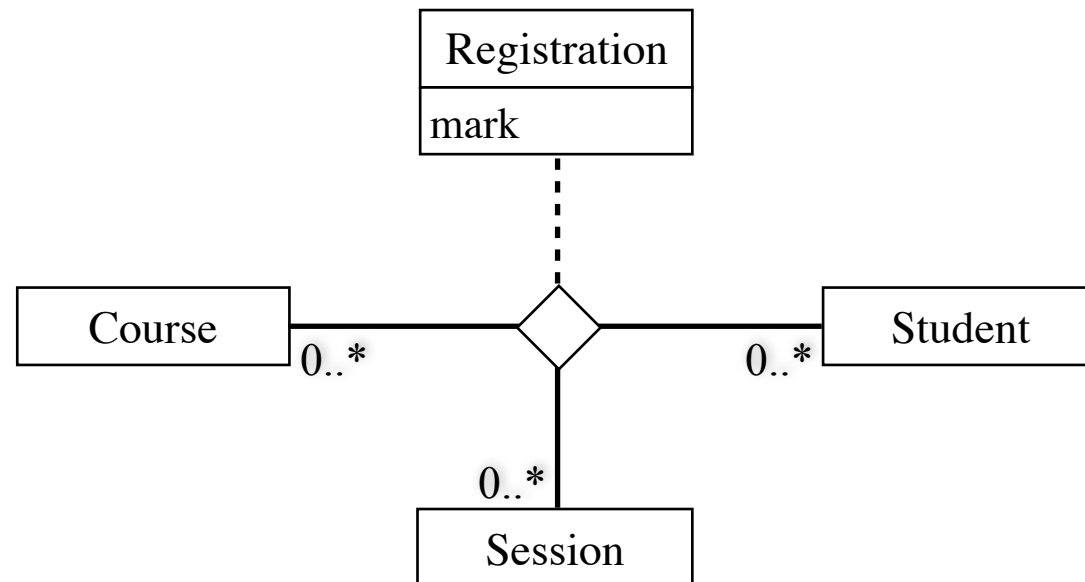 Registration
mark
Course
0..*
0..*
Student
0..*
Session